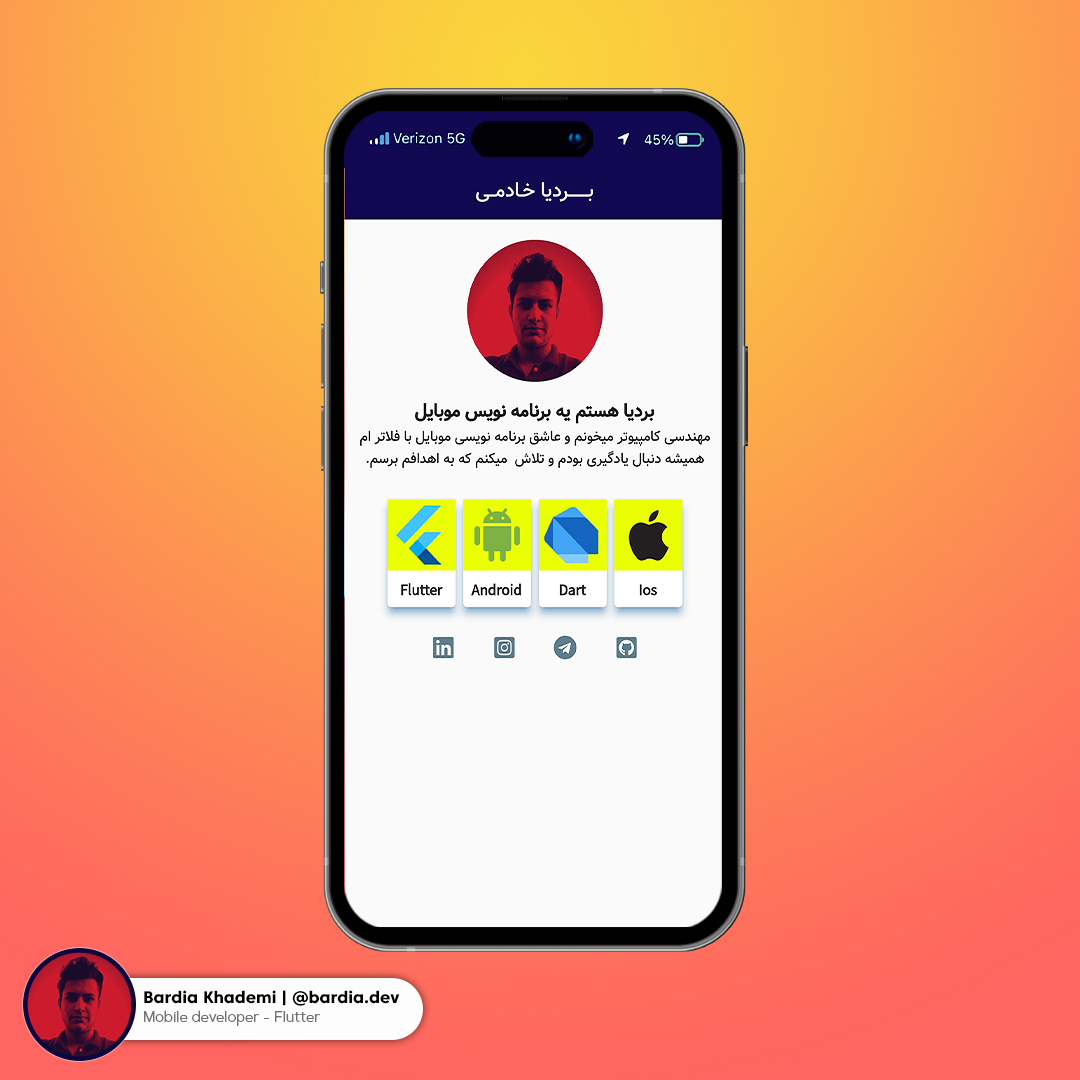 Verizon 5G
45%
بـــردیا خـادمـی
بردیا هستم یه برنامه نویس موبایل
مهندسی کامپیوتر میخونم و عاشق برنامه نویسی موبایل با فلاتر ام
همیشه دنبال یادگیری بودم و تلاش میکنم که به اهدافم برسم.
Flutter
Android
Dart
Ios
in
Bardia Khademi | @bardia.dev
Mobile developer - Flutter